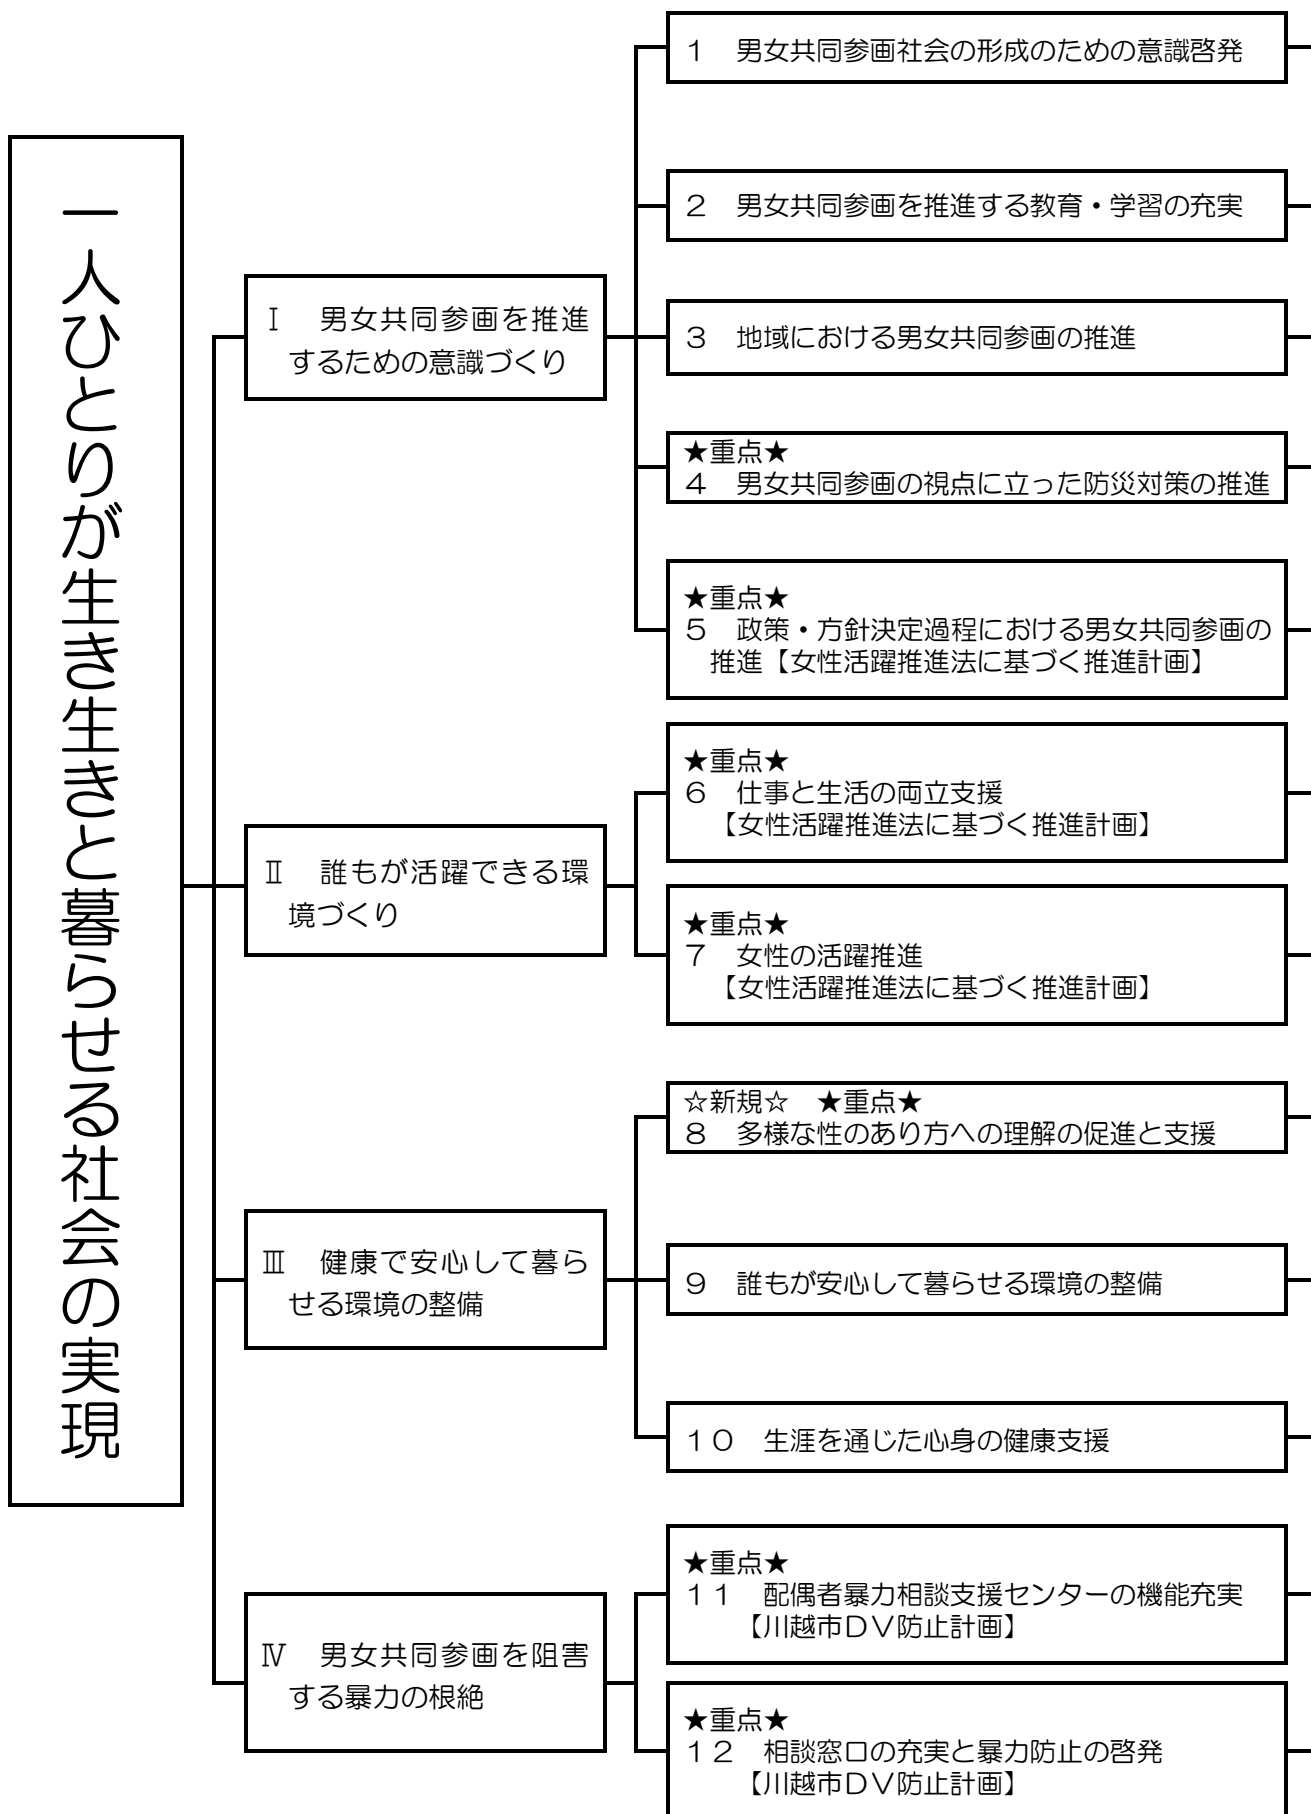 一人ひとりが生き生きと暮らせる社会の実現
Ⅰ　男女共同参画を推進
するための意識づくり
１　男女共同参画社会の形成のための意識啓発
２　男女共同参画を推進する教育・学習の充実
３　地域における男女共同参画の推進
★重点★
４　男女共同参画の視点に立った防災対策の推進
★重点★
５　政策・方針決定過程における男女共同参画の
推進【女性活躍推進法に基づく推進計画】
Ⅱ　誰もが活躍できる環
境づくり
★重点★
６　仕事と生活の両立支援
【女性活躍推進法に基づく推進計画】
★重点★
７　女性の活躍推進
【女性活躍推進法に基づく推進計画】
Ⅲ　健康で安心して暮ら
せる環境の整備
☆新規☆　★重点★
８　多様な性のあり方への理解の促進と支援
９　誰もが安心して暮らせる環境の整備
１０　生涯を通じた心身の健康支援
Ⅳ　男女共同参画を阻害
する暴力の根絶
★重点★
１１　配偶者暴力相談支援センターの機能充実
【川越市ＤＶ防止計画】
★重点★
１２　相談窓口の充実と暴力防止の啓発
【川越市ＤＶ防止計画】